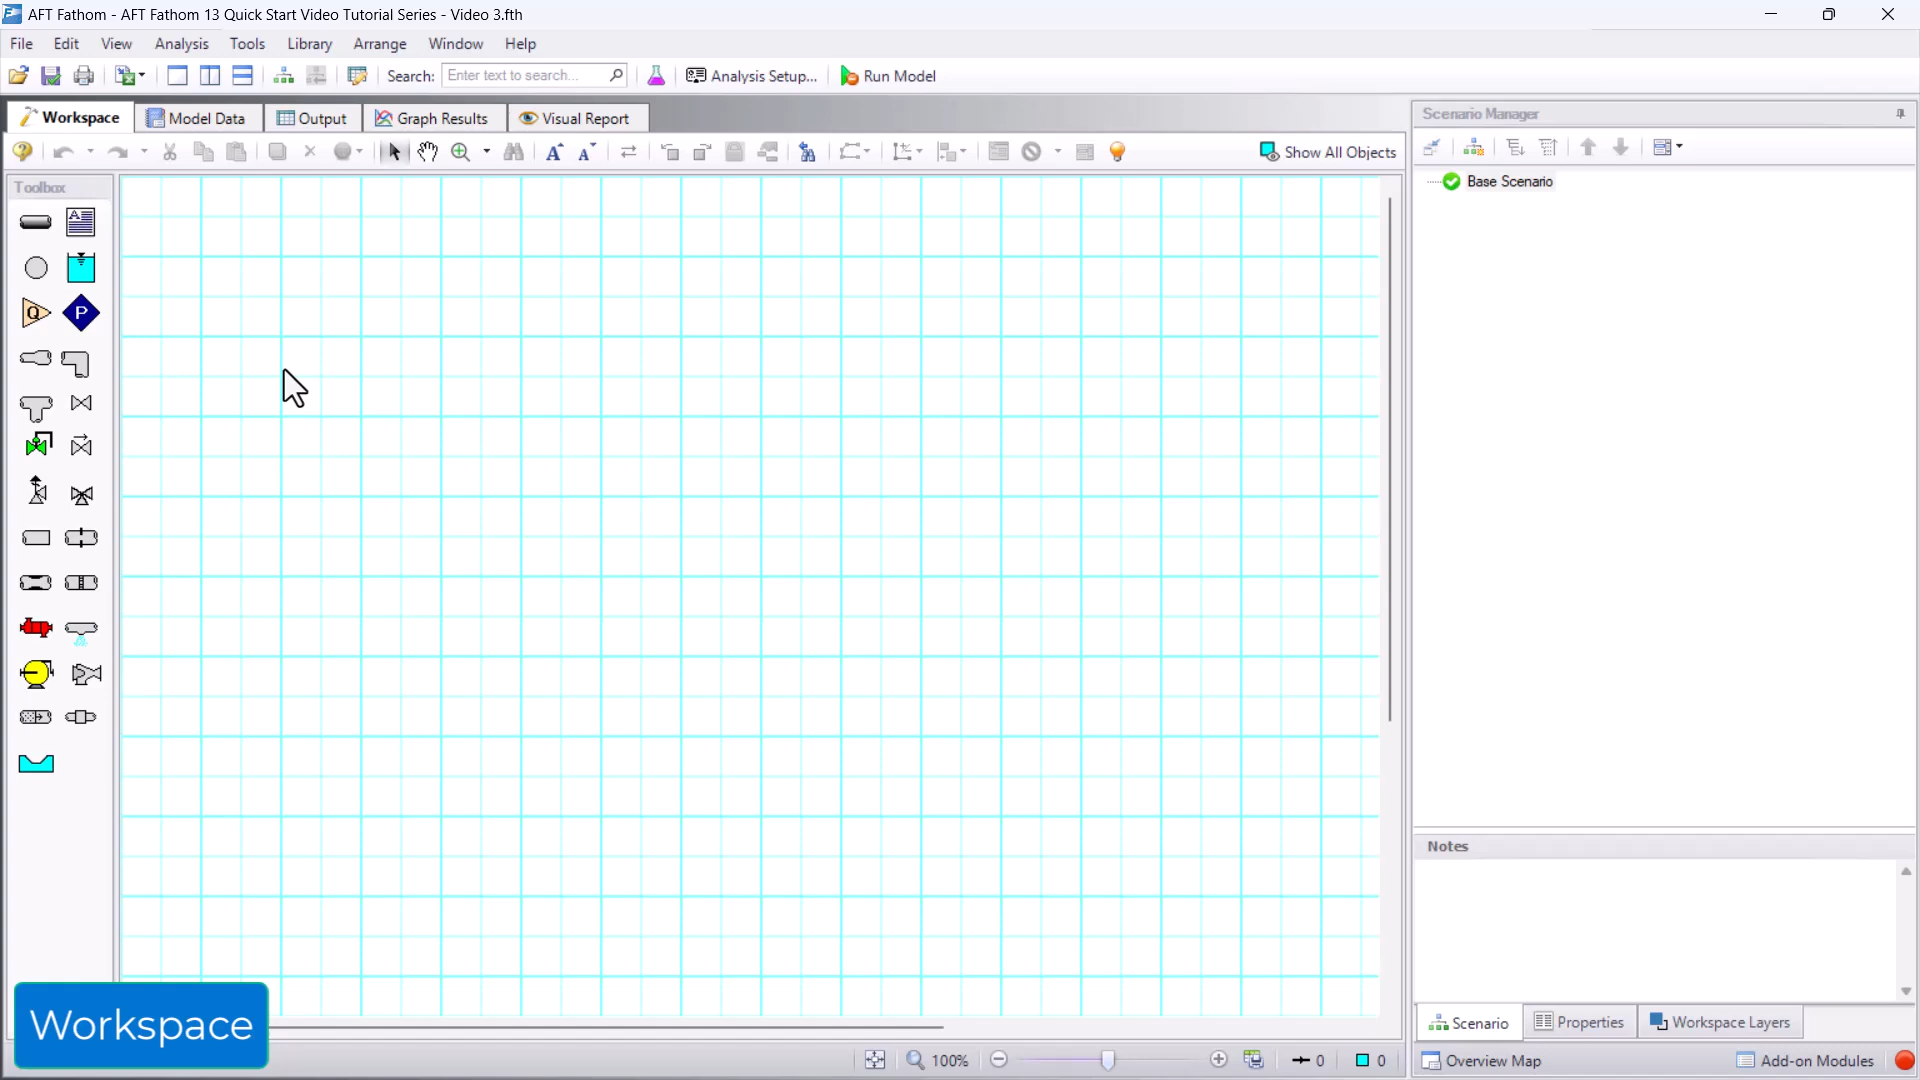 AFT Fathom - AFT Fathom 13 Quick Start Video Tutorial Series - Video 3.fth
File Edit View Analysis Tools Library Arrange Window Help
Search: Enter text to search... Analysis Setup... Run Model
Workspace Model Data Output Graph Results Visual Report
Show All Objects
Toolbox
A
Q P
Scenario Manager
Base Scenario
Notes
Workspace
Scenario Properties Workspace Layers
100% 0 0
Overview Map Add-on Modules